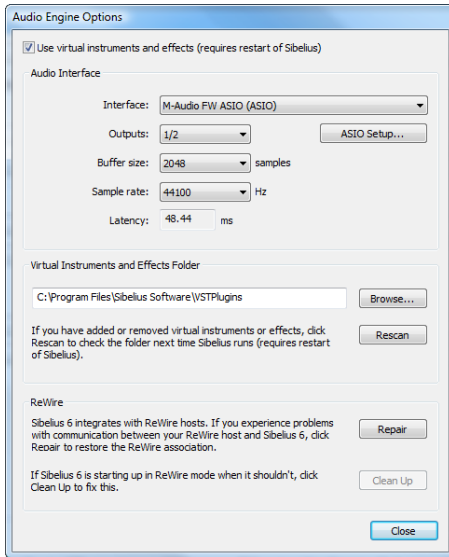 Audio Engine Options
Use virtual instruments and effects (requires restart of Sibelius)
Audio Interface
Interface: M-Audio FW ASIO (ASIO)
Outputs: 1/2 ASIO Setup...
Buffer size: 2048 samples
Sample rate: 44100 Hz
Latency: 48.44 ms
Virtual Instruments and Effects Folder
C:\Program Files\Sibelius Software\VSTPlugins Browse...
If you have added or removed virtual instruments or effects, click
Rescan to check the folder next time Sibelius runs (requires restart
of Sibelius).
Rescan
ReWire
Sibelius 6 integrates with ReWire hosts. If you experience problems
with communication between your ReWire host and Sibelius 6, click
Repair to restore the ReWire association.
Repair
If Sibelius 6 is starting up in ReWire mode when it shouldn't, click
Clean Up to fix this.
Clean Up
Close